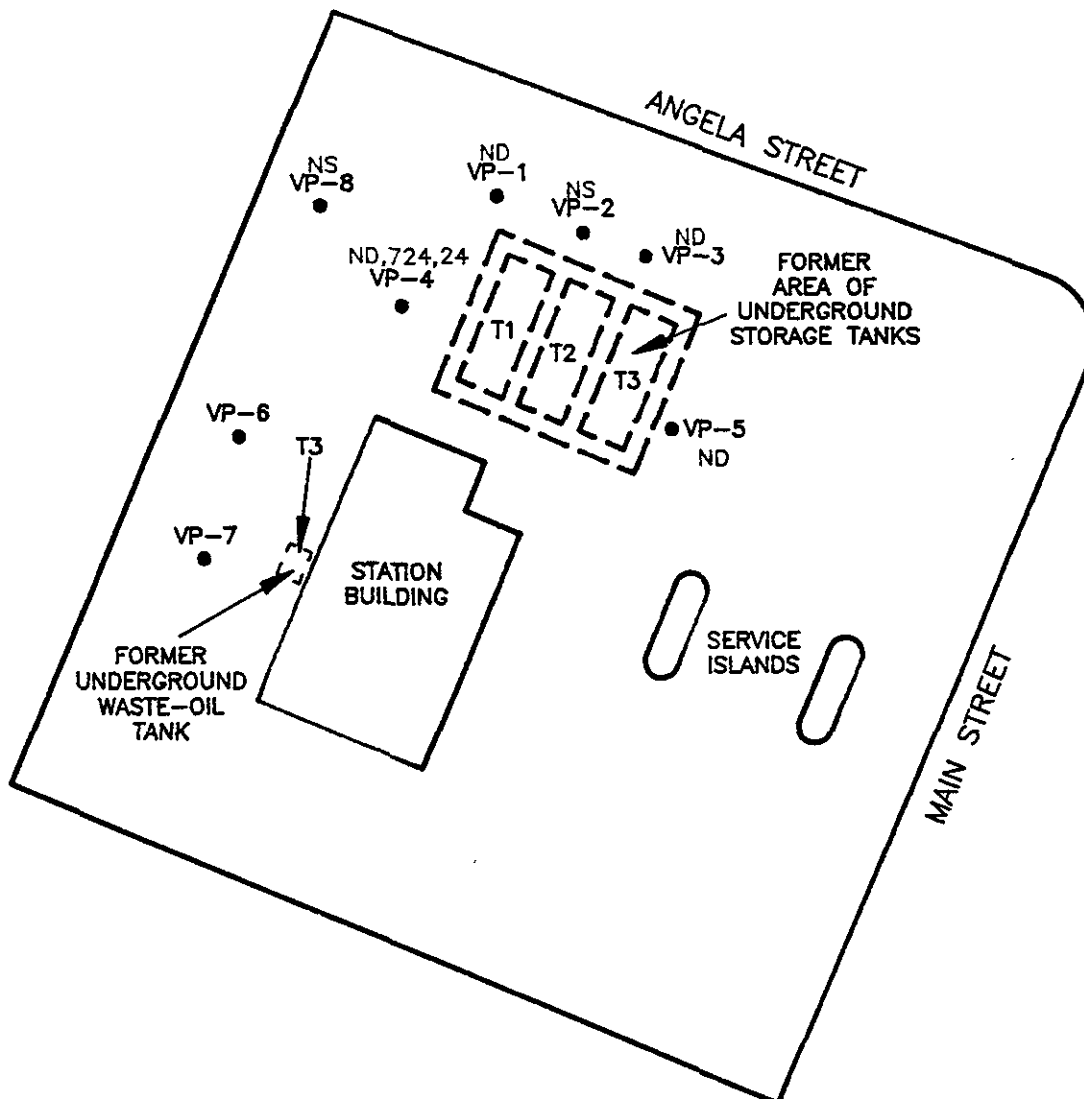 ANGELA STREET
ND
VP-1
NS
VP-8
NS
VP-2
ND
VP-3
ND,724,24
VP-4
FORMER
AREA OF
UNDERGROUND
STORAGE TANKS
T1
T2
T3
VP-5
ND
VP-6
T3
VP-7
STATION
BUILDING
FORMER
UNDERGROUND
WASTE-OIL
TANK
SERVICE
ISLANDS
MAIN STREET